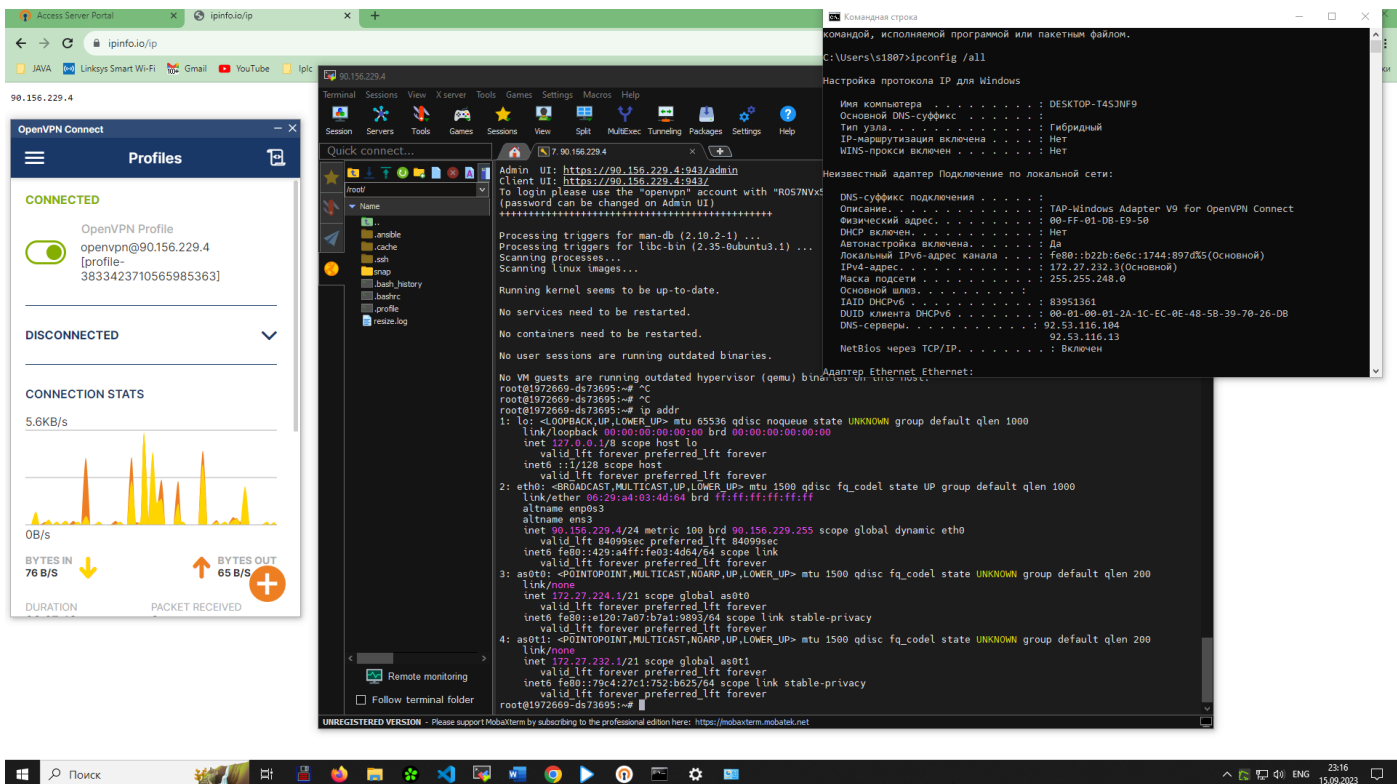 Access Server Portal
ipinfo.io/ip
ipinfo.io/ip
JAVA
Linksys Smart Wi-Fi
Gmail
YouTube
Iplc
90.156.229.4
OpenVPN Connect
Profiles
CONNECTED
OpenVPN Profile
openvpn@90.156.229.4
[profile-
3833423710565985363]
DISCONNECTED
CONNECTION STATS
5.6KB/s
0B/s
BYTES IN
76 B/S
BYTES OUT
65 B/S
DURATION
PACKET RECEIVED
90.156.229.4
Terminal Sessions View X server Tools Games Settings Macros Help
Session Servers Tools Games Sessions View Split MultiExec Tunneling Packages Settings Help
Quick connect...
7. 90.156.229.4
/root/
Name
..
.ansible
.cache
.ssh
snap
.bash_history
.bashrc
.profile
resize.log
Remote monitoring
Follow terminal folder
Admin  UI: https://90.156.229.4:943/admin
Client UI: https://90.156.229.4:943/
To login please use the "openvpn" account with "ROS7NVx5
(password can be changed on Admin UI)
+++++++++++++++++++++++++++++++++++++++++++++++
Processing triggers for man-db (2.10.2-1) ...
Processing triggers for libc-bin (2.35-0ubuntu3.1) ...
Scanning processes...
Scanning linux images...
Running kernel seems to be up-to-date.
No services need to be restarted.
No containers need to be restarted.
No user sessions are running outdated binaries.
No VM guests are running outdated hypervisor (qemu) binaries on this host.
root@1972669-ds73695:~# ^C
root@1972669-ds73695:~# ^C
root@1972669-ds73695:~# ip addr
1: lo: <LOOPBACK,UP,LOWER_UP> mtu 65536 qdisc noqueue state UNKNOWN group default qlen 1000
link/loopback 00:00:00:00:00:00 brd 00:00:00:00:00:00
inet 127.0.0.1/8 scope host lo
valid_lft forever preferred_lft forever
inet6 ::1/128 scope host
valid_lft forever preferred_lft forever
2: eth0: <BROADCAST,MULTICAST,UP,LOWER_UP> mtu 1500 qdisc fq_codel state UP group default qlen 1000
link/ether 06:29:a4:03:4d:64 brd ff:ff:ff:ff:ff:ff
altname enp0s3
altname ens3
inet 90.156.229.4/24 metric 100 brd 90.156.229.255 scope global dynamic eth0
valid_lft 84099sec preferred_lft 84099sec
inet6 fe80::429:a4ff:fe03:4d64/64 scope link
valid_lft forever preferred_lft forever
3: as0t0: <POINTOPOINT,MULTICAST,NOARP,UP,LOWER_UP> mtu 1500 qdisc fq_codel state UNKNOWN group default qlen 200
link/none
inet 172.27.224.1/21 scope global as0t0
valid_lft forever preferred_lft forever
inet6 fe80::e120:7a07:b7a1:9893/64 scope link stable-privacy
valid_lft forever preferred_lft forever
4: as0t1: <POINTOPOINT,MULTICAST,NOARP,UP,LOWER_UP> mtu 1500 qdisc fq_codel state UNKNOWN group default qlen 200
link/none
inet 172.27.232.1/21 scope global as0t1
valid_lft forever preferred_lft forever
inet6 fe80::79c4:27c1:752:b625/64 scope link stable-privacy
valid_lft forever preferred_lft forever
root@1972669-ds73695:~#
UNREGISTERED VERSION - Please support MobaXterm by subscribing to the professional edition here: https://mobaxterm.mobatek.net
Командная строка
командой, исполняемой программой или пакетным файлом.
C:\Users\s1807>ipconfig /all
Настройка протокола IP для Windows
Имя компьютера . . . . . . . . . : DESKTOP-T4SJNF9
Основной DNS-суффикс . . . . . . :
Тип узла. . . . . . . . . . . . . : Гибридный
IP-маршрутизация включена . . . . : Нет
WINS-прокси включен . . . . . . . : Нет
Неизвестный адаптер Подключение по локальной сети:
DNS-суффикс подключения . . . . . :
Описание. . . . . . . . . . . . . : TAP-Windows Adapter V9 for OpenVPN Connect
Физический адрес. . . . . . . . . : 00-FF-01-DB-E9-50
DHCP включен. . . . . . . . . . . : Нет
Автонастройка включена. . . . . . : Да
Локальный IPv6-адрес канала . . . : fe80::b22b:6e6c:1744:897d%5(Основной)
IPv4-адрес. . . . . . . . . . . . : 172.27.232.3(Основной)
Маска подсети . . . . . . . . . . : 255.255.248.0
Основной шлюз. . . . . . . . . :
IAID DHCPv6 . . . . . . . . . . . : 83951361
DUID клиента DHCPv6 . . . . . . . : 00-01-00-01-2A-1C-EC-0E-48-5B-39-70-26-DB
DNS-серверы. . . . . . . . . . . : 92.53.116.104
92.53.116.13
NetBios через TCP/IP. . . . . . . . : Включен
Адаптер Ethernet Ethernet:
Поиск
ENG
23:16
15.09.2023